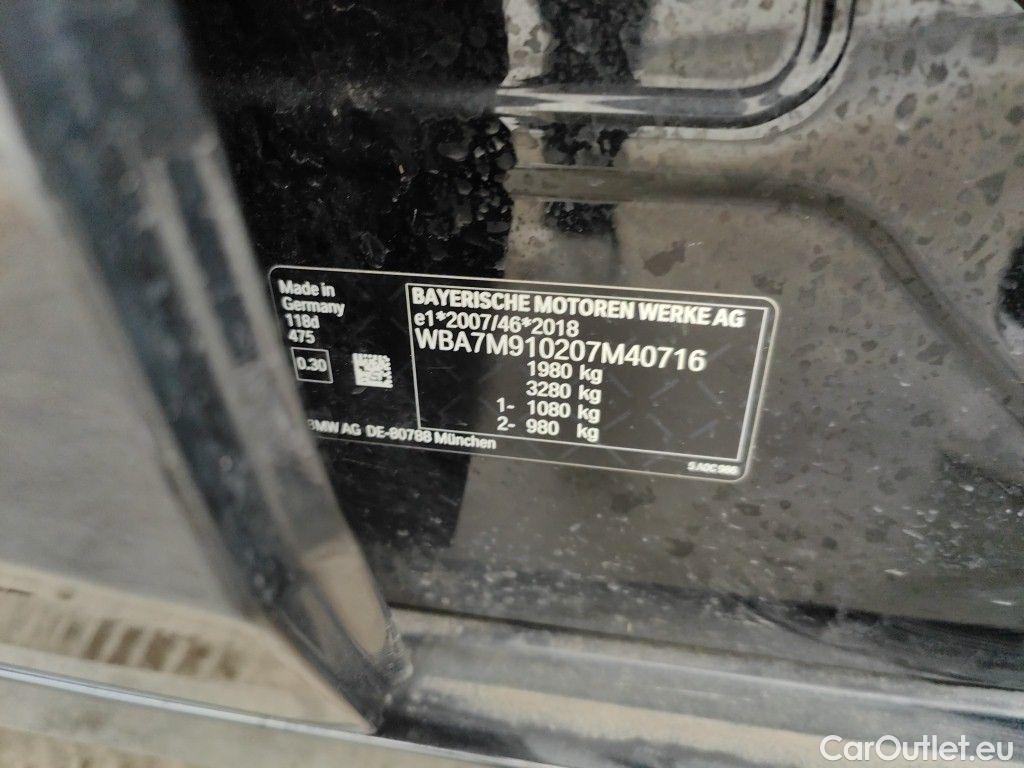 Made in
Germany
118d
475
0.30
BAYERISCHE MOTOREN WERKE AG
e1*2007/46*2018
WBA7M910207M40716
1980 kg
3280 kg
1- 1080 kg
2- 980 kg
BMW AG DE-80788 München
CarOutlet.eu